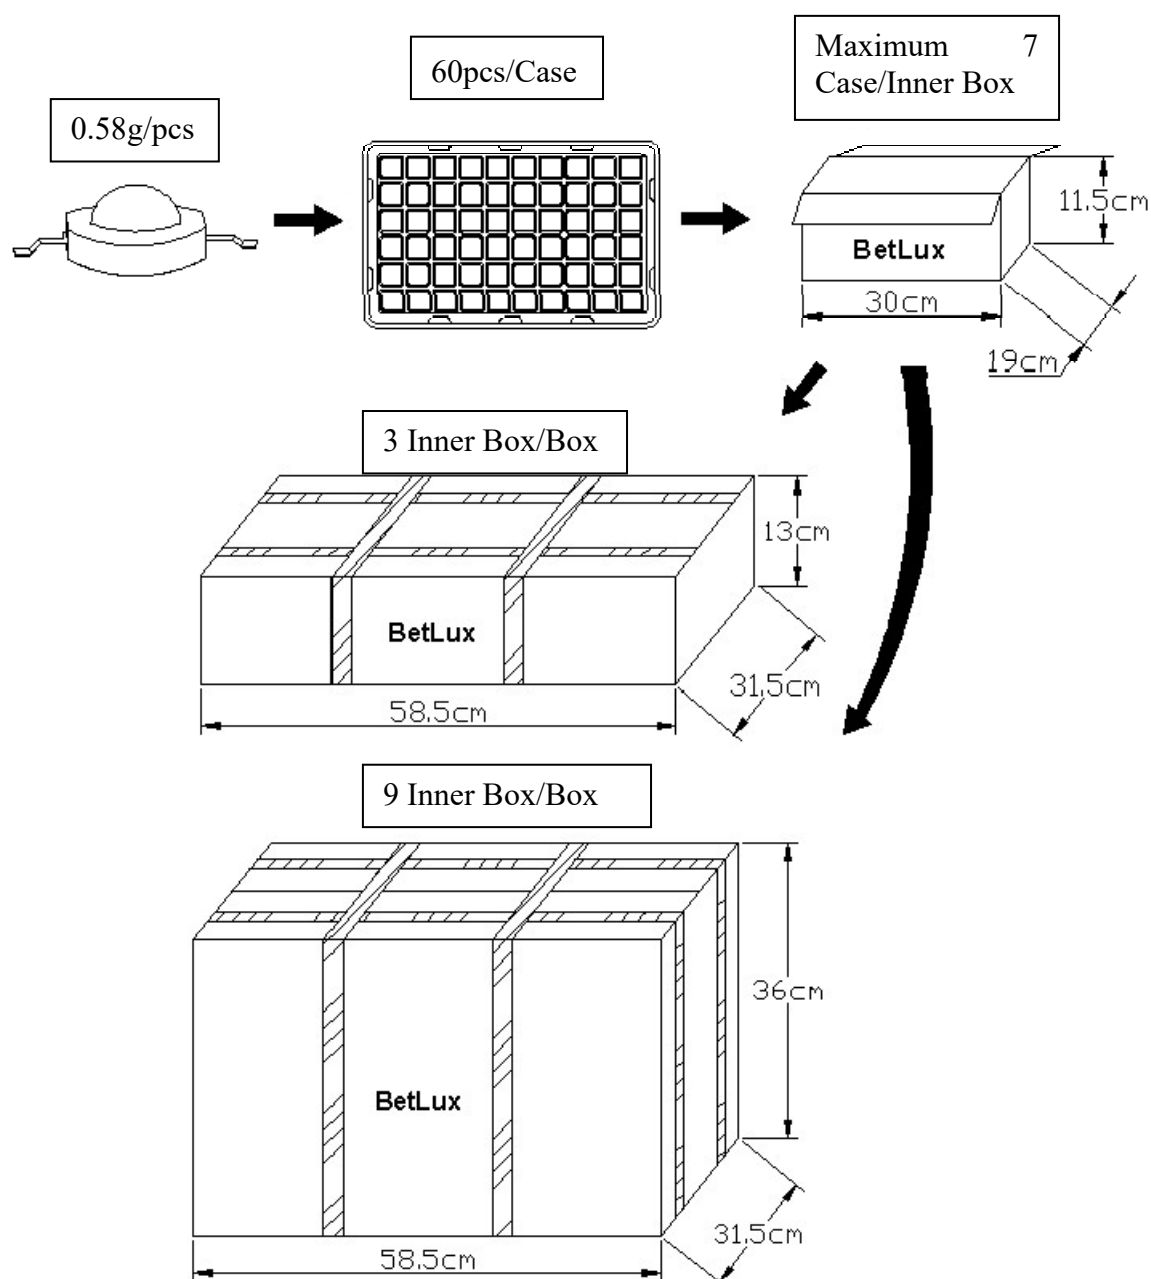 0.58g/pcs
60pcs/Case
Maximum 7
Case/Inner Box
BetLux
11.5cm
30cm
19cm
3 Inner Box/Box
BetLux
13cm
31.5cm
58.5cm
9 Inner Box/Box
BetLux
36cm
31.5cm
58.5cm